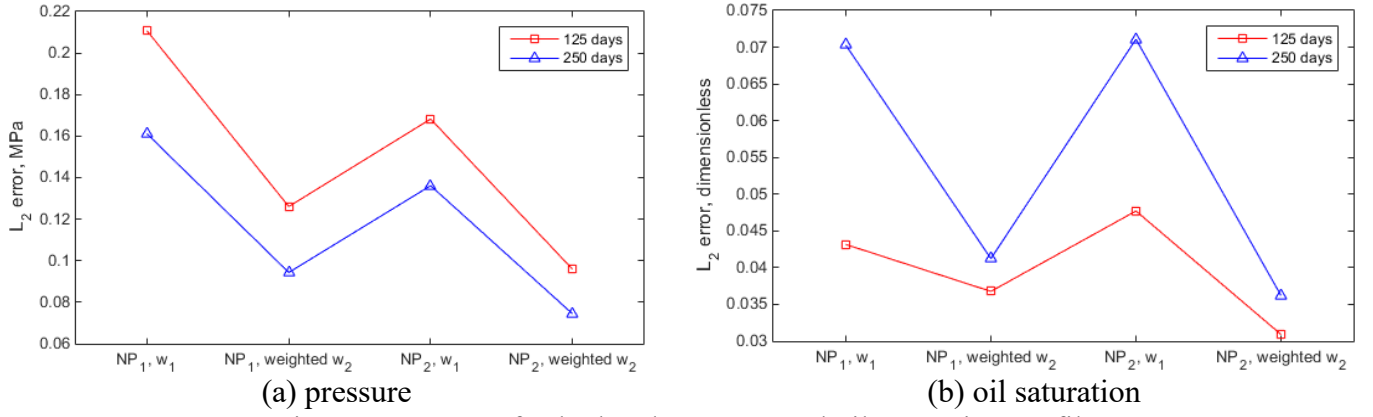 0.22
0.2
0.18
0.16
0.14
0.12
0.1
0.08
0.06
L2 error, MPa
125 days
250 days
NP1, w1
NP1, weighted w2
NP2, w1
NP2, weighted w2
(a) pressure
0.075
0.07
0.065
0.06
0.055
0.05
0.045
0.04
0.035
0.03
L2 error, dimensionless
125 days
250 days
NP1, w1
NP1, weighted w2
NP2, w1
NP2, weighted w2
(b) oil saturation